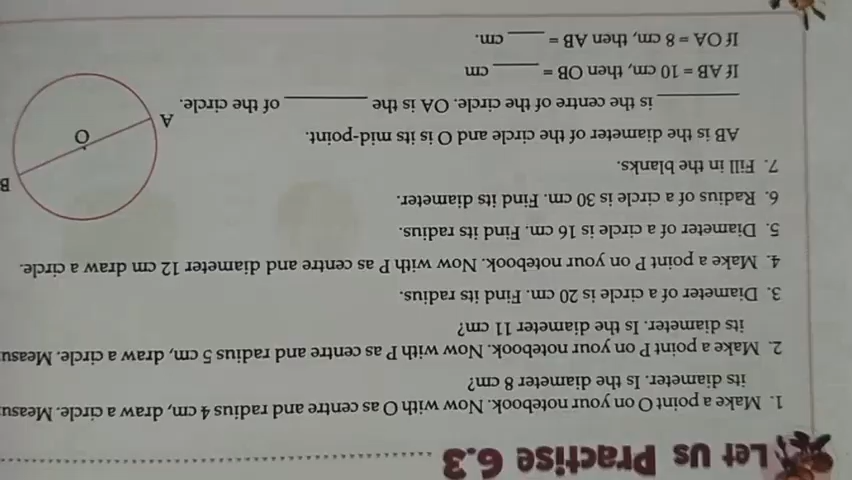 Let us Practise 6.3
1. Make a point O on your notebook. Now with O as centre and radius 4 cm, draw a circle. Measu
its diameter. Is the diameter 8 cm?
2. Make a point P on your notebook. Now with P as centre and radius 5 cm, draw a circle. Measu
its diameter. Is the diameter 11 cm?
3. Diameter of a circle is 20 cm. Find its radius.
4. Make a point P on your notebook. Now with P as centre and diameter 12 cm draw a circle.
5. Diameter of a circle is 16 cm. Find its radius.
6. Radius of a circle is 30 cm. Find its diameter.
7. Fill in the blanks.
AB is the diameter of the circle and O is its mid-point.
_____ is the centre of the circle. OA is the _____ of the circle.
If AB = 10 cm, then OB = _____ cm
If OA = 8 cm, then AB = _____ cm.
B
O
A